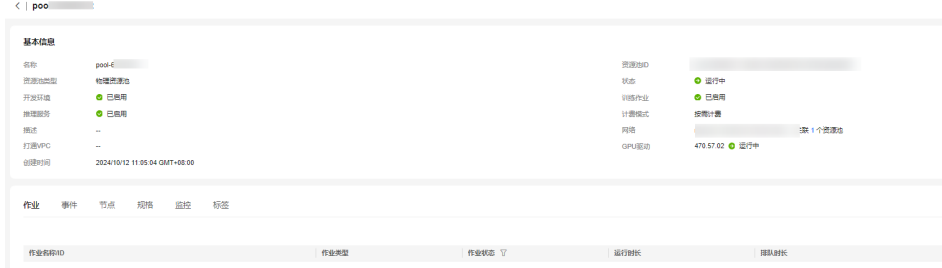 < | poo
基本信息
名称 pool-6
资源池ID
资源池类型 物理资源池
状态 运行中
开发环境 已启用
训练作业 已启用
推理服务 已启用
计费模式 按需计费
描述 --
网络 联 1 个资源池
打通VPC --
GPU驱动 470.57.02 运行中
创建时间 2024/10/12 11:05:04 GMT+08:00
作业 事件 节点 规格 监控 标签
作业名称/ID 作业类型 作业状态 运行时长 排队时长